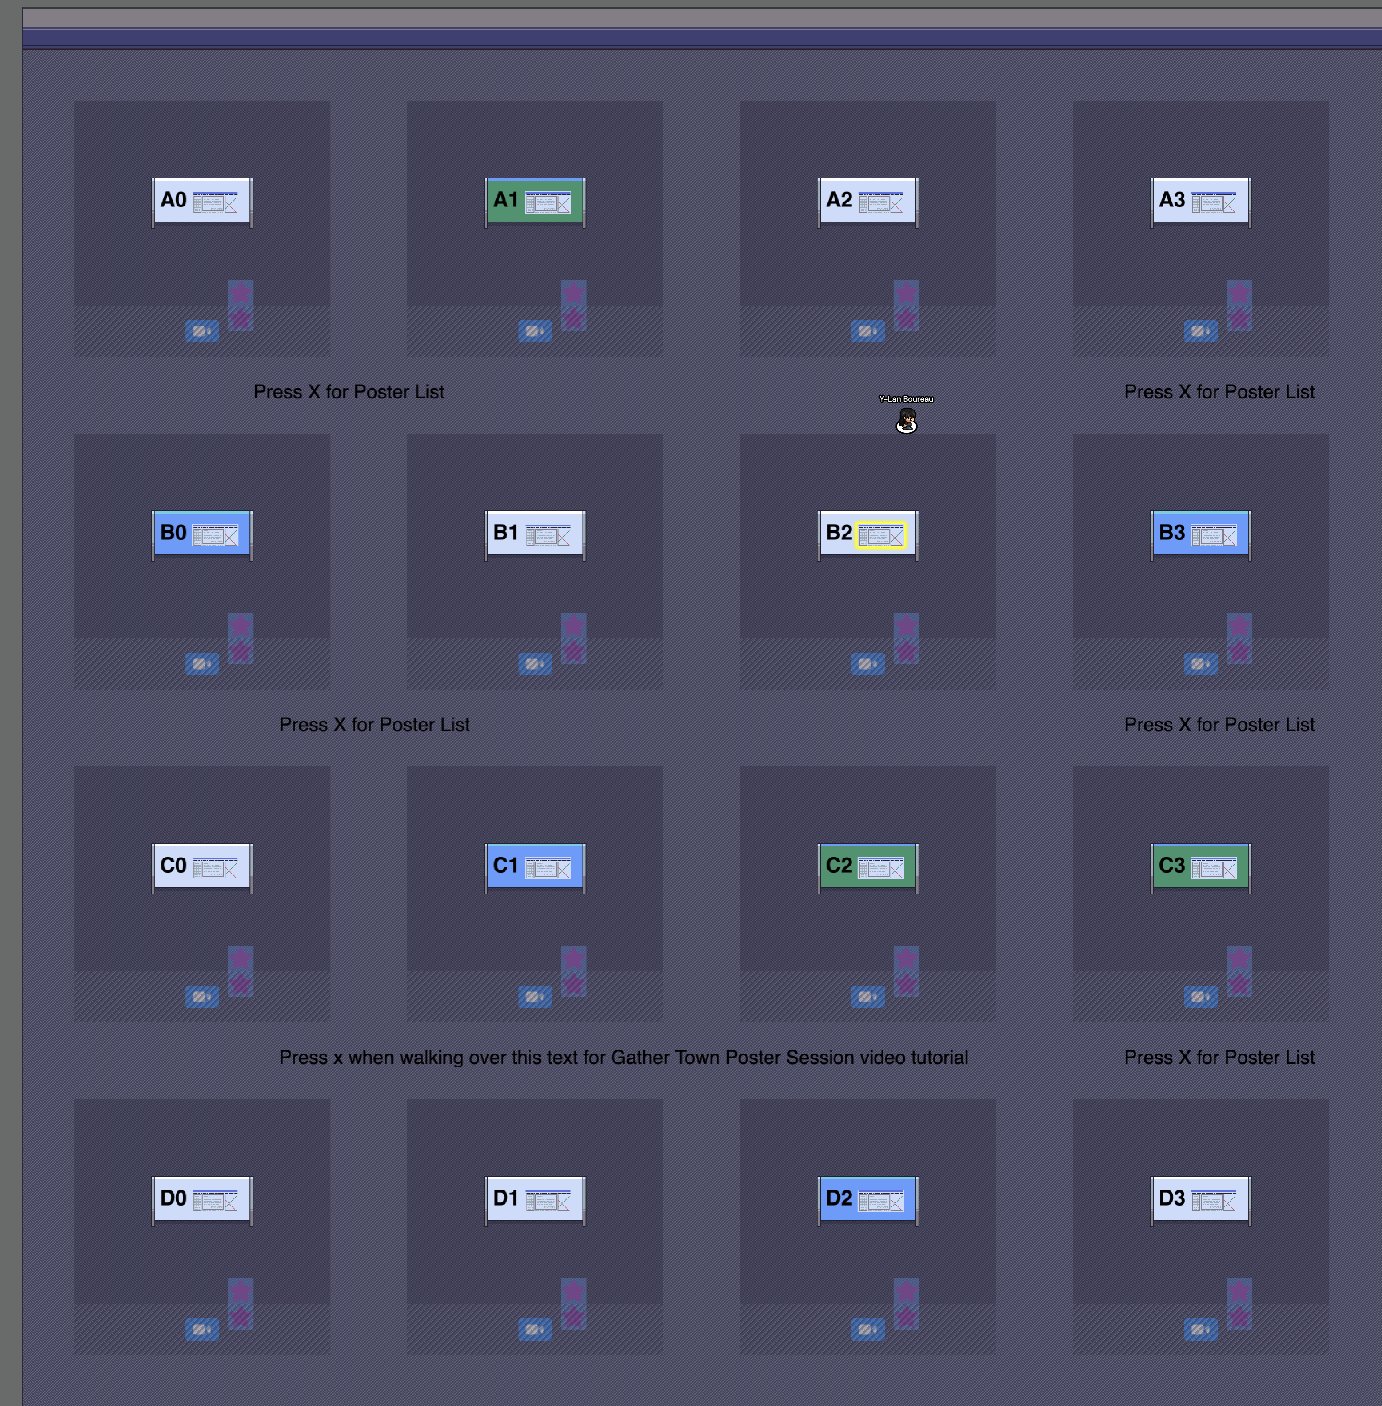 A0
A1
A2
A3
Press X for Poster List
Press X for Poster List
Y-Lan Boureau
B0
B1
B2
B3
Press X for Poster List
Press X for Poster List
C0
C1
C2
C3
Press x when walking over this text for Gather Town Poster Session video tutorial
Press X for Poster List
D0
D1
D2
D3